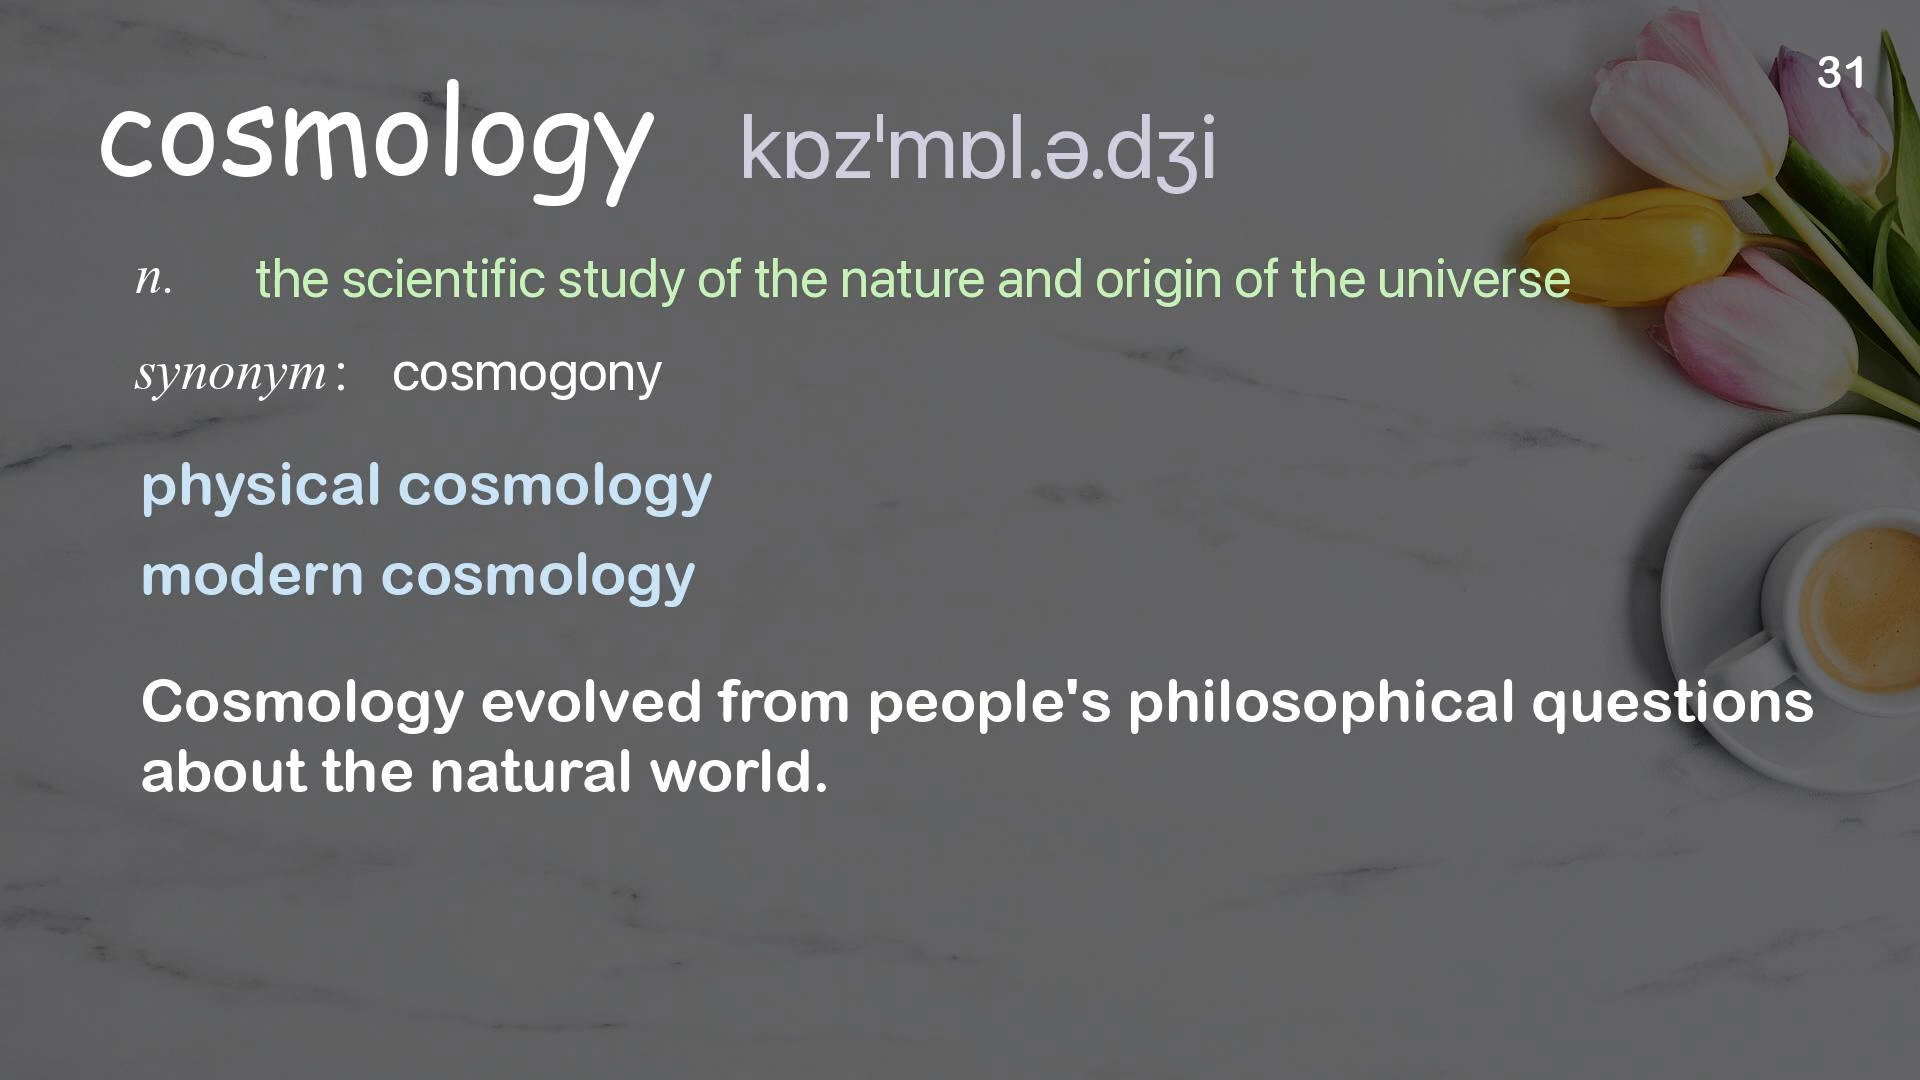 31
cosmology kɒzˈmɒl.ə.dʒi
n. the scientific study of the nature and origin of the universe
synonym: cosmogony
physical cosmology
modern cosmology
Cosmology evolved from people's philosophical questions
about the natural world.